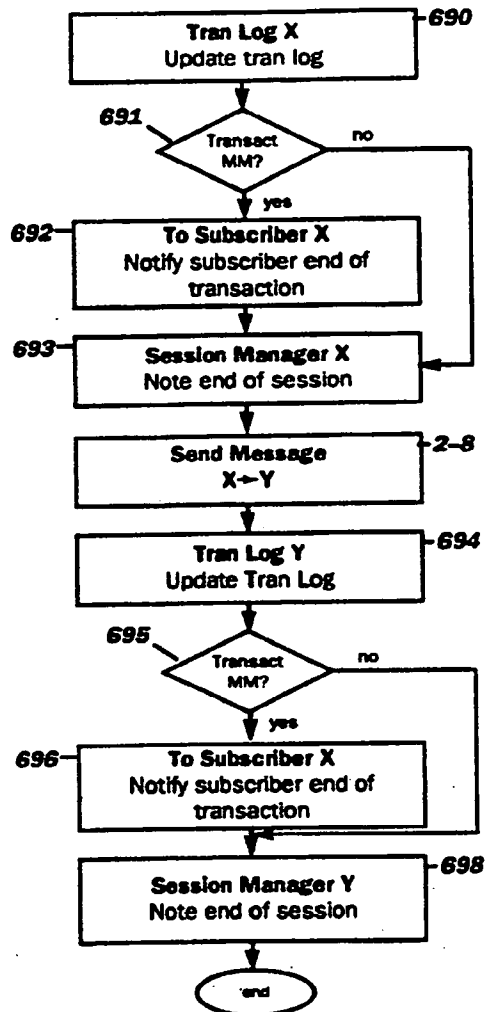 690
Tran Log X
Update tran log
691
Transact
MM?
no
yes
692
To Subscriber X
Notify subscriber end of
transaction
693
Session Manager X
Note end of session
2-8
Send Message
X→Y
694
Tran Log Y
Update Tran Log
695
Transact
MM?
no
yes
696
To Subscriber X
Notify subscriber end of
transaction
698
Session Manager Y
Note end of session
end